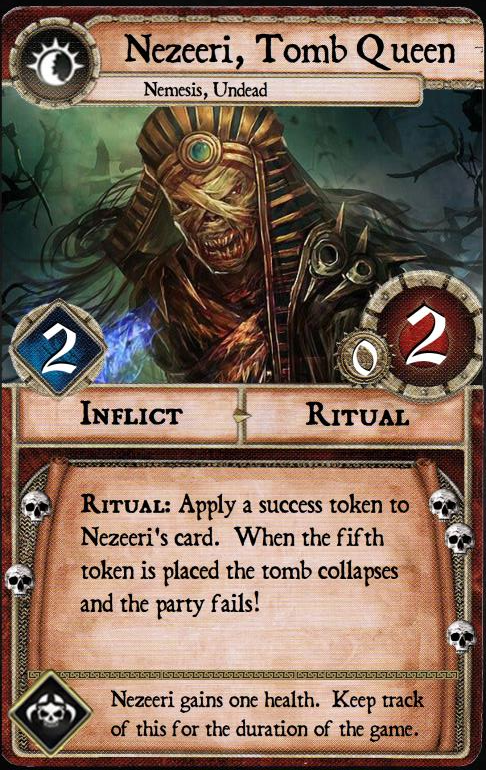 Nezeeri, Tomb Queen
Nemesis, Undead
2
0 2
Inflict Ritual
Ritual: Apply a success token to
Nezeeri's card. When the fifth
token is placed the tomb collapses
and the party fails!
Nezeeri gains one health. Keep track
of this for the duration of the game.